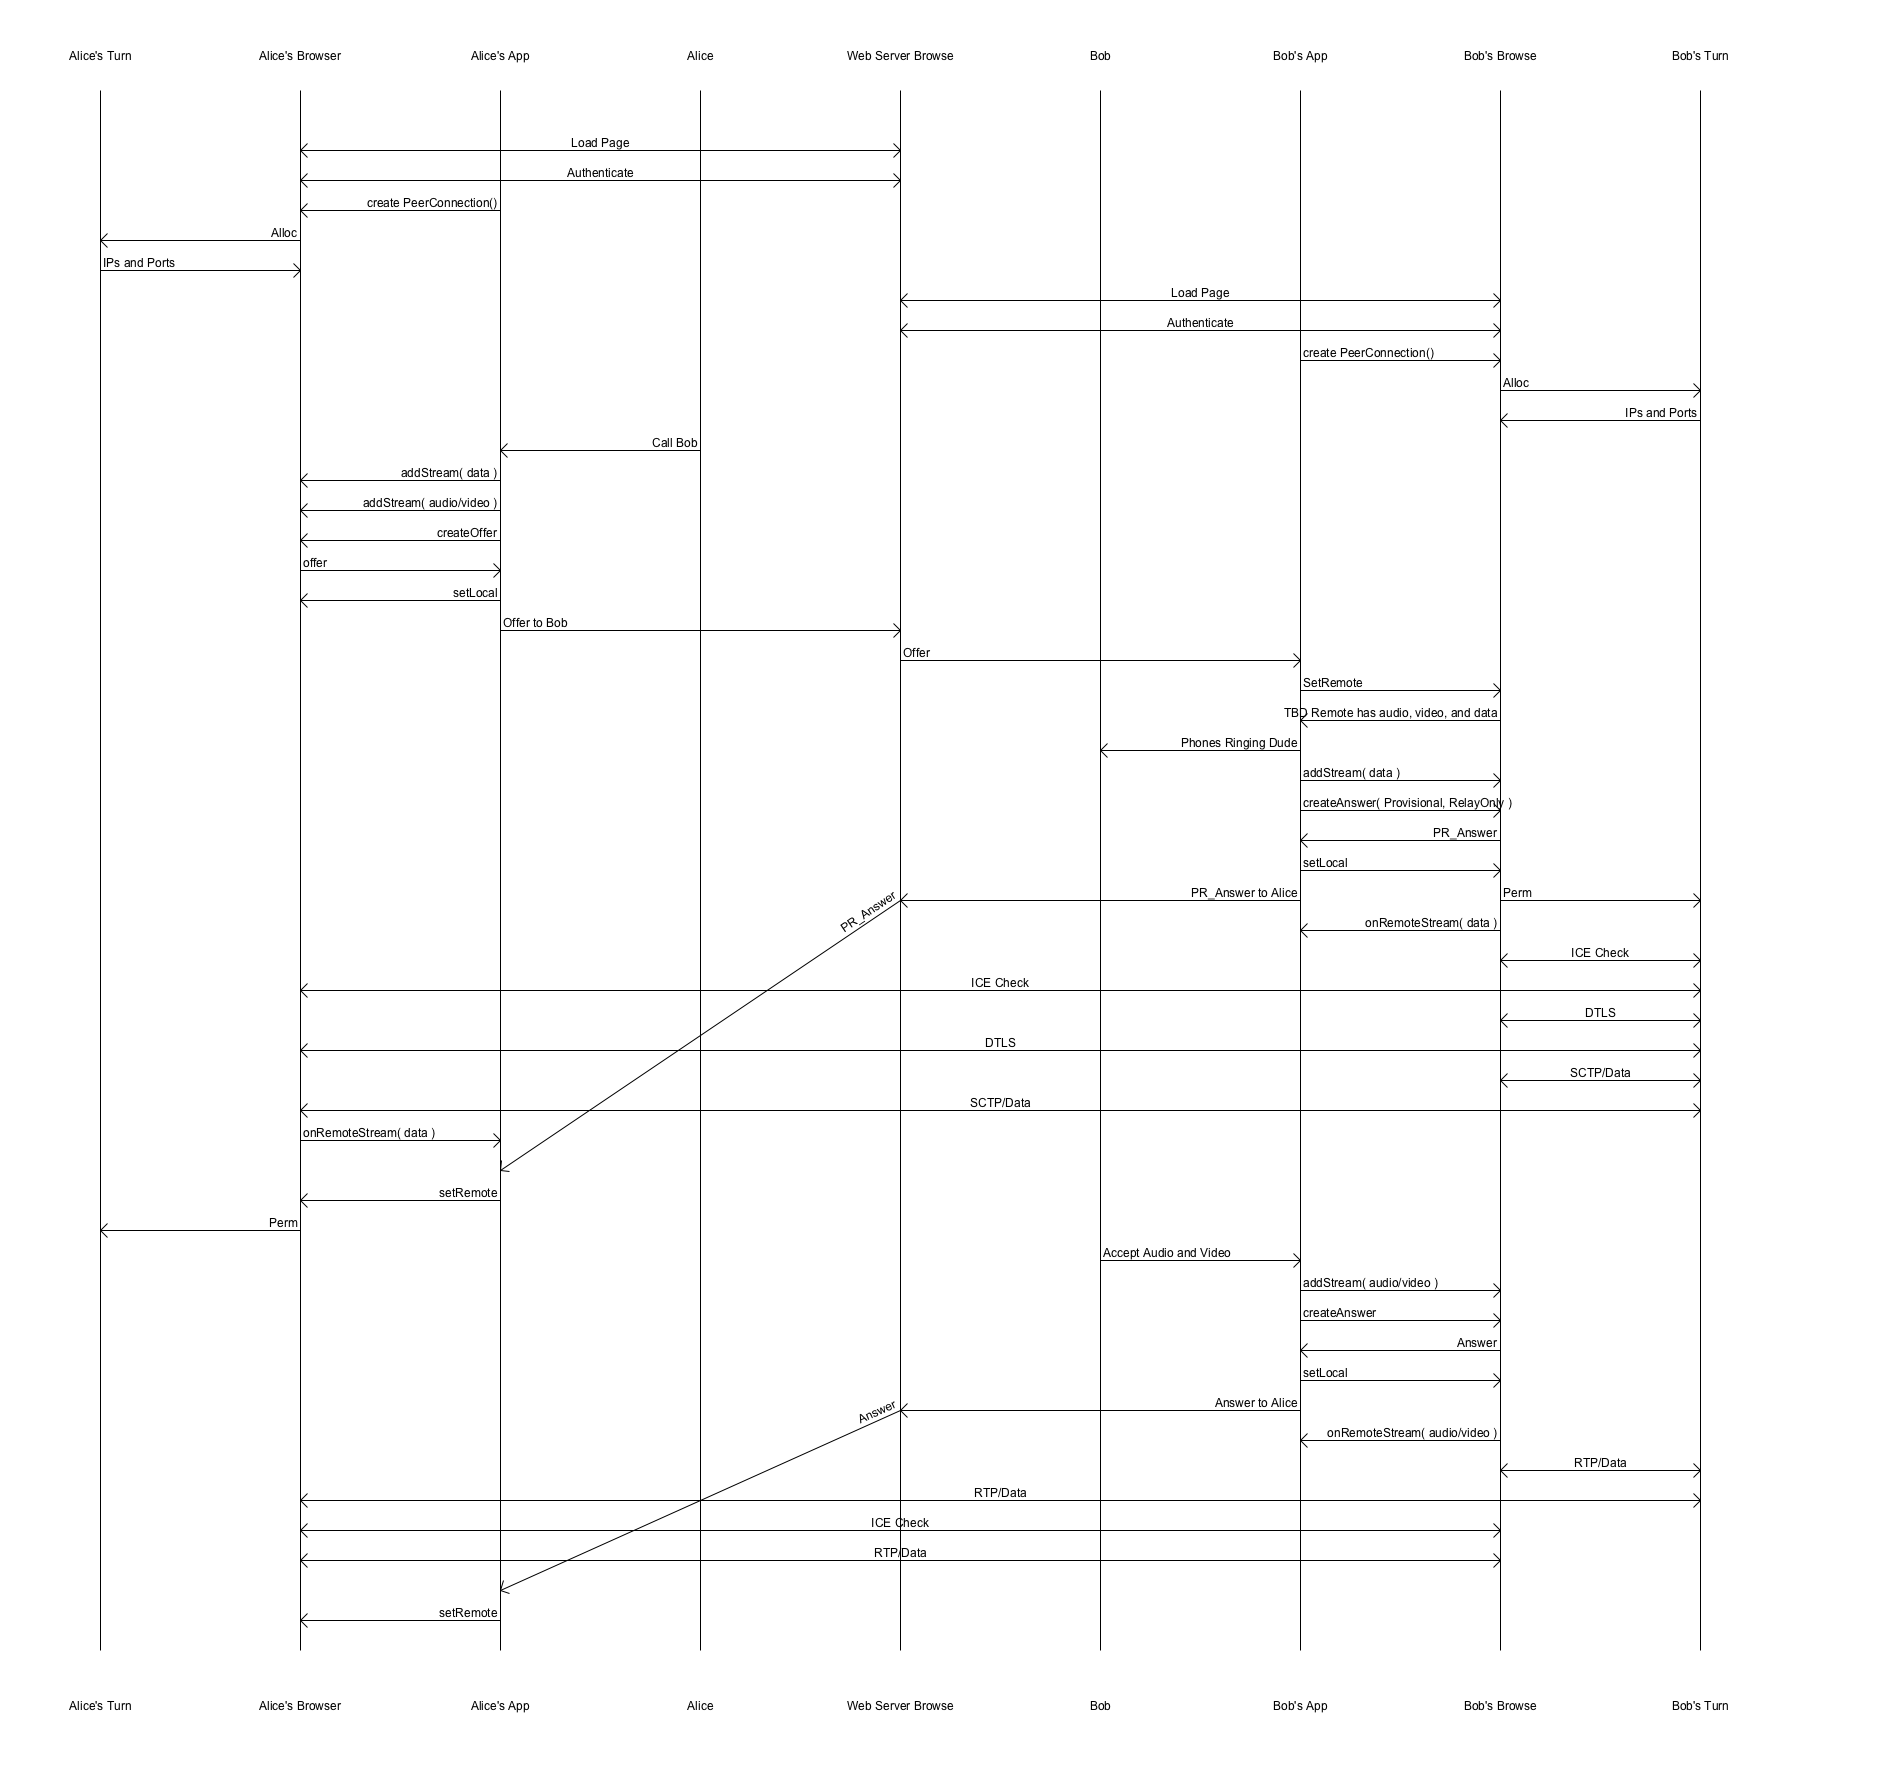 Alice's Turn Alice's Browser Alice's App Alice Web Server Browse Bob Bob's App Bob's Browse Bob's Turn
Load Page
Authenticate
create PeerConnection()
Alloc
IPs and Ports
Load Page
Authenticate
create PeerConnection()
Alloc
IPs and Ports
Call Bob
addStream( data )
addStream( audio/video )
createOffer
offer
setLocal
Offer to Bob
Offer
SetRemote
TBD Remote has audio, video, and data
Phones Ringing Dude
addStream( data )
createAnswer( Provisional, RelayOnly )
PR_Answer
setLocal
PR_Answer PR_Answer to Alice Perm
onRemoteStream( data )
ICE Check
ICE Check
DTLS
DTLS
SCTP/Data
SCTP/Data
onRemoteStream( data )
setRemote
Perm
Accept Audio and Video
addStream( audio/video )
createAnswer
Answer
setLocal
Answer Answer to Alice
onRemoteStream( audio/video )
RTP/Data
RTP/Data
ICE Check
RTP/Data
setRemote
Alice's Turn Alice's Browser Alice's App Alice Web Server Browse Bob Bob's App Bob's Browse Bob's Turn